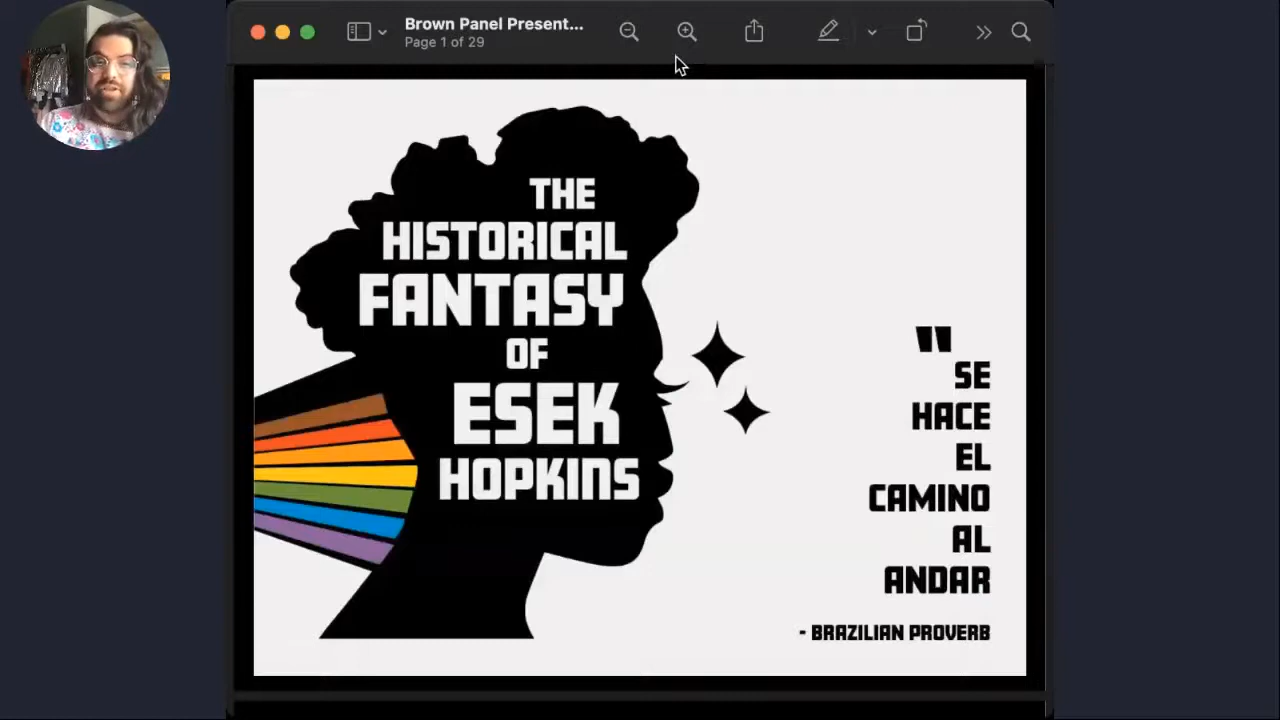 Brown Panel Present...
Page 1 of 29
THE
HISTORICAL
FANTASY
OF
ESEK
HOPKINS
"
SE
HACE
EL
CAMINO
AL
ANDAR
- BRAZILIAN PROVERB